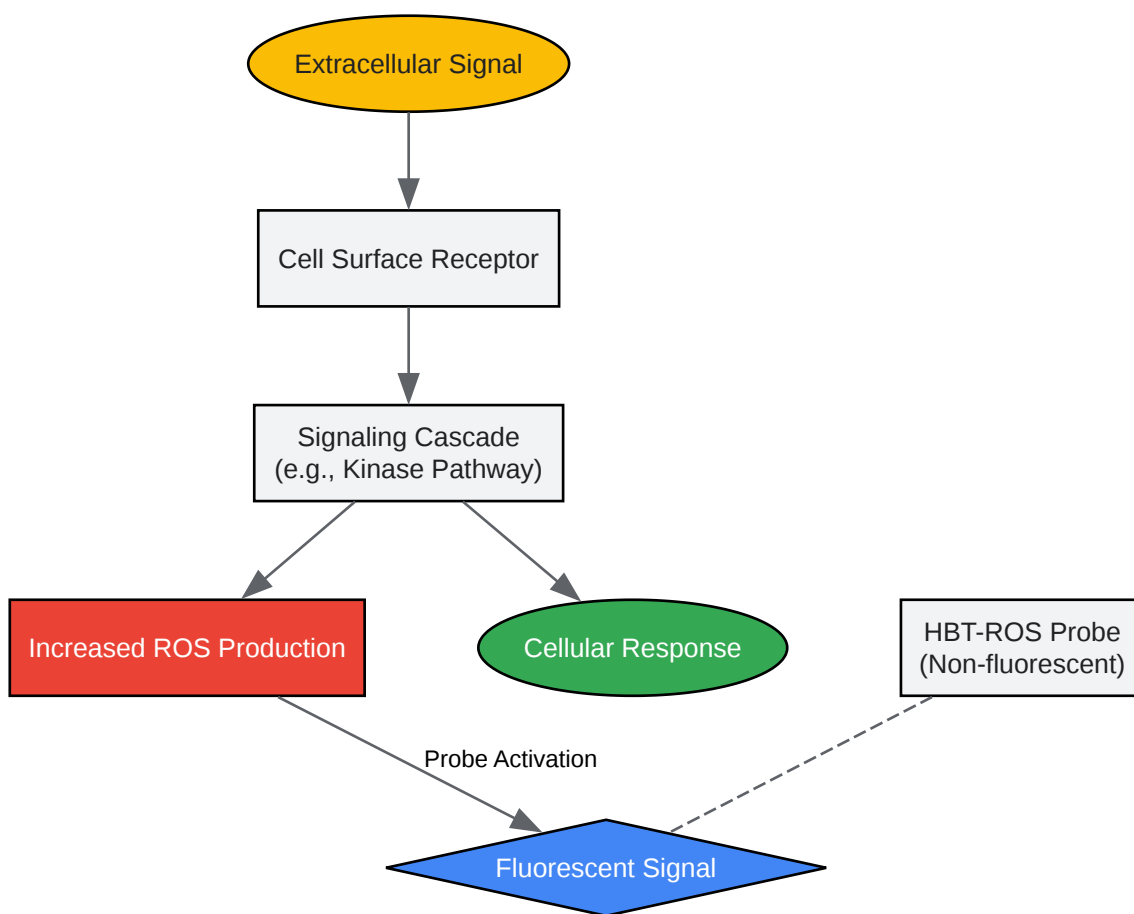 Extracellular Signal
Cell Surface Receptor
Signaling Cascade
(e.g., Kinase Pathway)
Increased ROS Production
Cellular Response
HBT-ROS Probe
(Non-fluorescent)
Probe Activation
Fluorescent Signal